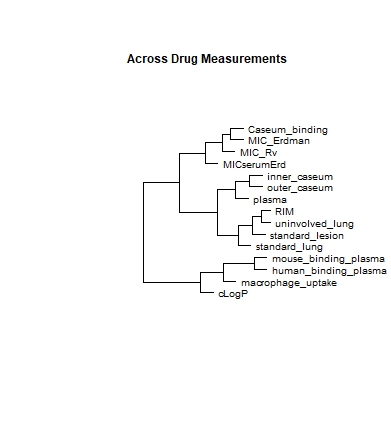 Across Drug Measurements
Caseum_binding
MIC_Erdman
MIC_Rv
MICserumErd
inner_caseum
outer_caseum
plasma
RIM
uninvolved_lung
standard_lesion
standard_lung
mouse_binding_plasma
human_binding_plasma
macrophage_uptake
cLogP